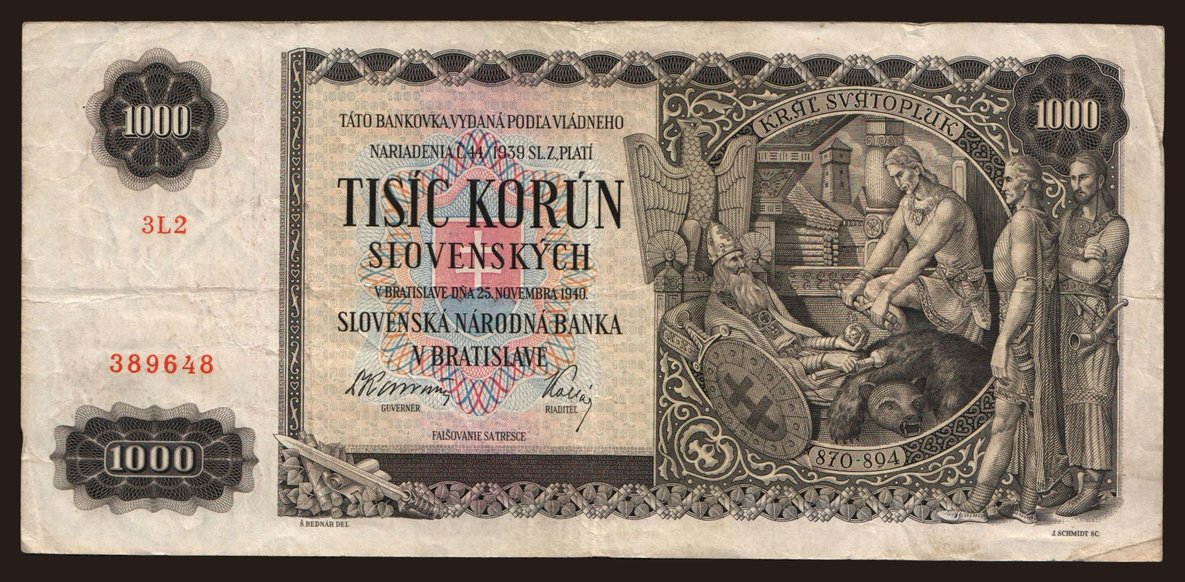 1000
3L2
389648
1000
TÁTO BANKOVKA, VYDANÁ PODĽA VLÁDNEHO
NARIADENIA Č. 44/1939 SL. Z., PLATÍ
TISÍC KORÚN
SLOVENSKÝCH
V BRATISLAVE DŇA 25. NOVEMBRA 1940.
SLOVENSKÁ NÁRODNÁ BANKA
V BRATISLAVE
GUVERNÉR
RIADITEĽ
FALŠOVANIE SA TRESCE
Š. BEDNÁR DEL.
KRÁĽ SVÄTOPLUK
1000
870-894
J. SCHMIDT SC.